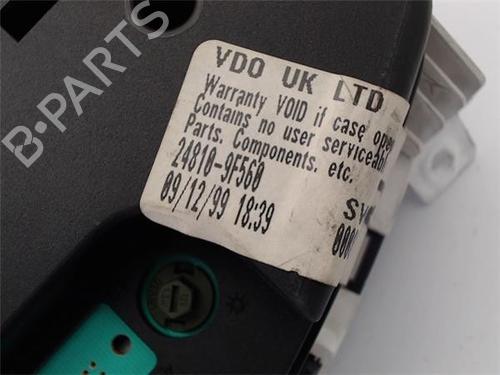 B-PARTS
VDO UK LTD
Warranty VOID if case
Contains no user
Parts, Components, etc.
24810-9F560
09/12/99 18:39